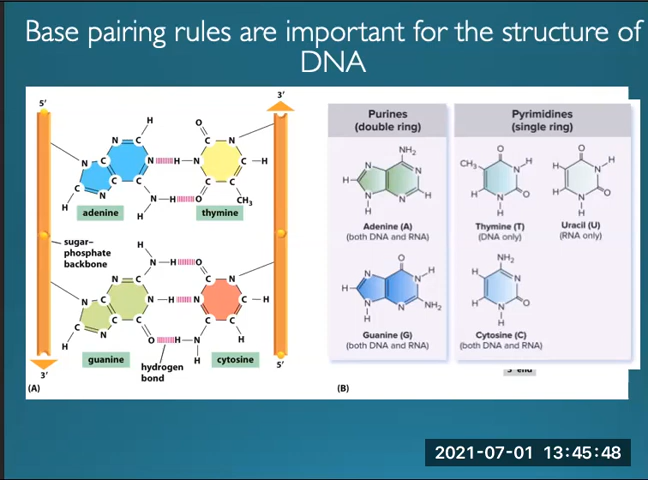 Base pairing rules are important for the structure of
DNA
5′
3′
H
O
N
C
H
N
C
C
C
N
H
N
C
H
N
C
C
C
N
C
C
C
H
N
H
O
CH3
H
H
adenine
thymine
sugar–
phosphate
backbone
H
N
H
O
N
C
C
N
N
C
C
N
H
N
C
H
C
C
C
N
C
C
H
O
H
N
H
H
guanine
cytosine
hydrogen
bond
3′
5′
(A)
Purines
(double ring)
Pyrimidines
(single ring)
NH2
N
N
H
N
N
H
H
Adenine (A)
(both DNA and RNA)
O
CH3
N
H
H
N
O
H
Thymine (T)
(DNA only)
O
H
N
H
H
N
O
H
Uracil (U)
(RNA only)
O
N
N
H
H
N
N
NH2
H
Guanine (G)
(both DNA and RNA)
NH2
H
N
H
N
O
H
Cytosine (C)
(both DNA and RNA)
(B)
2021-07-01 13:45:48